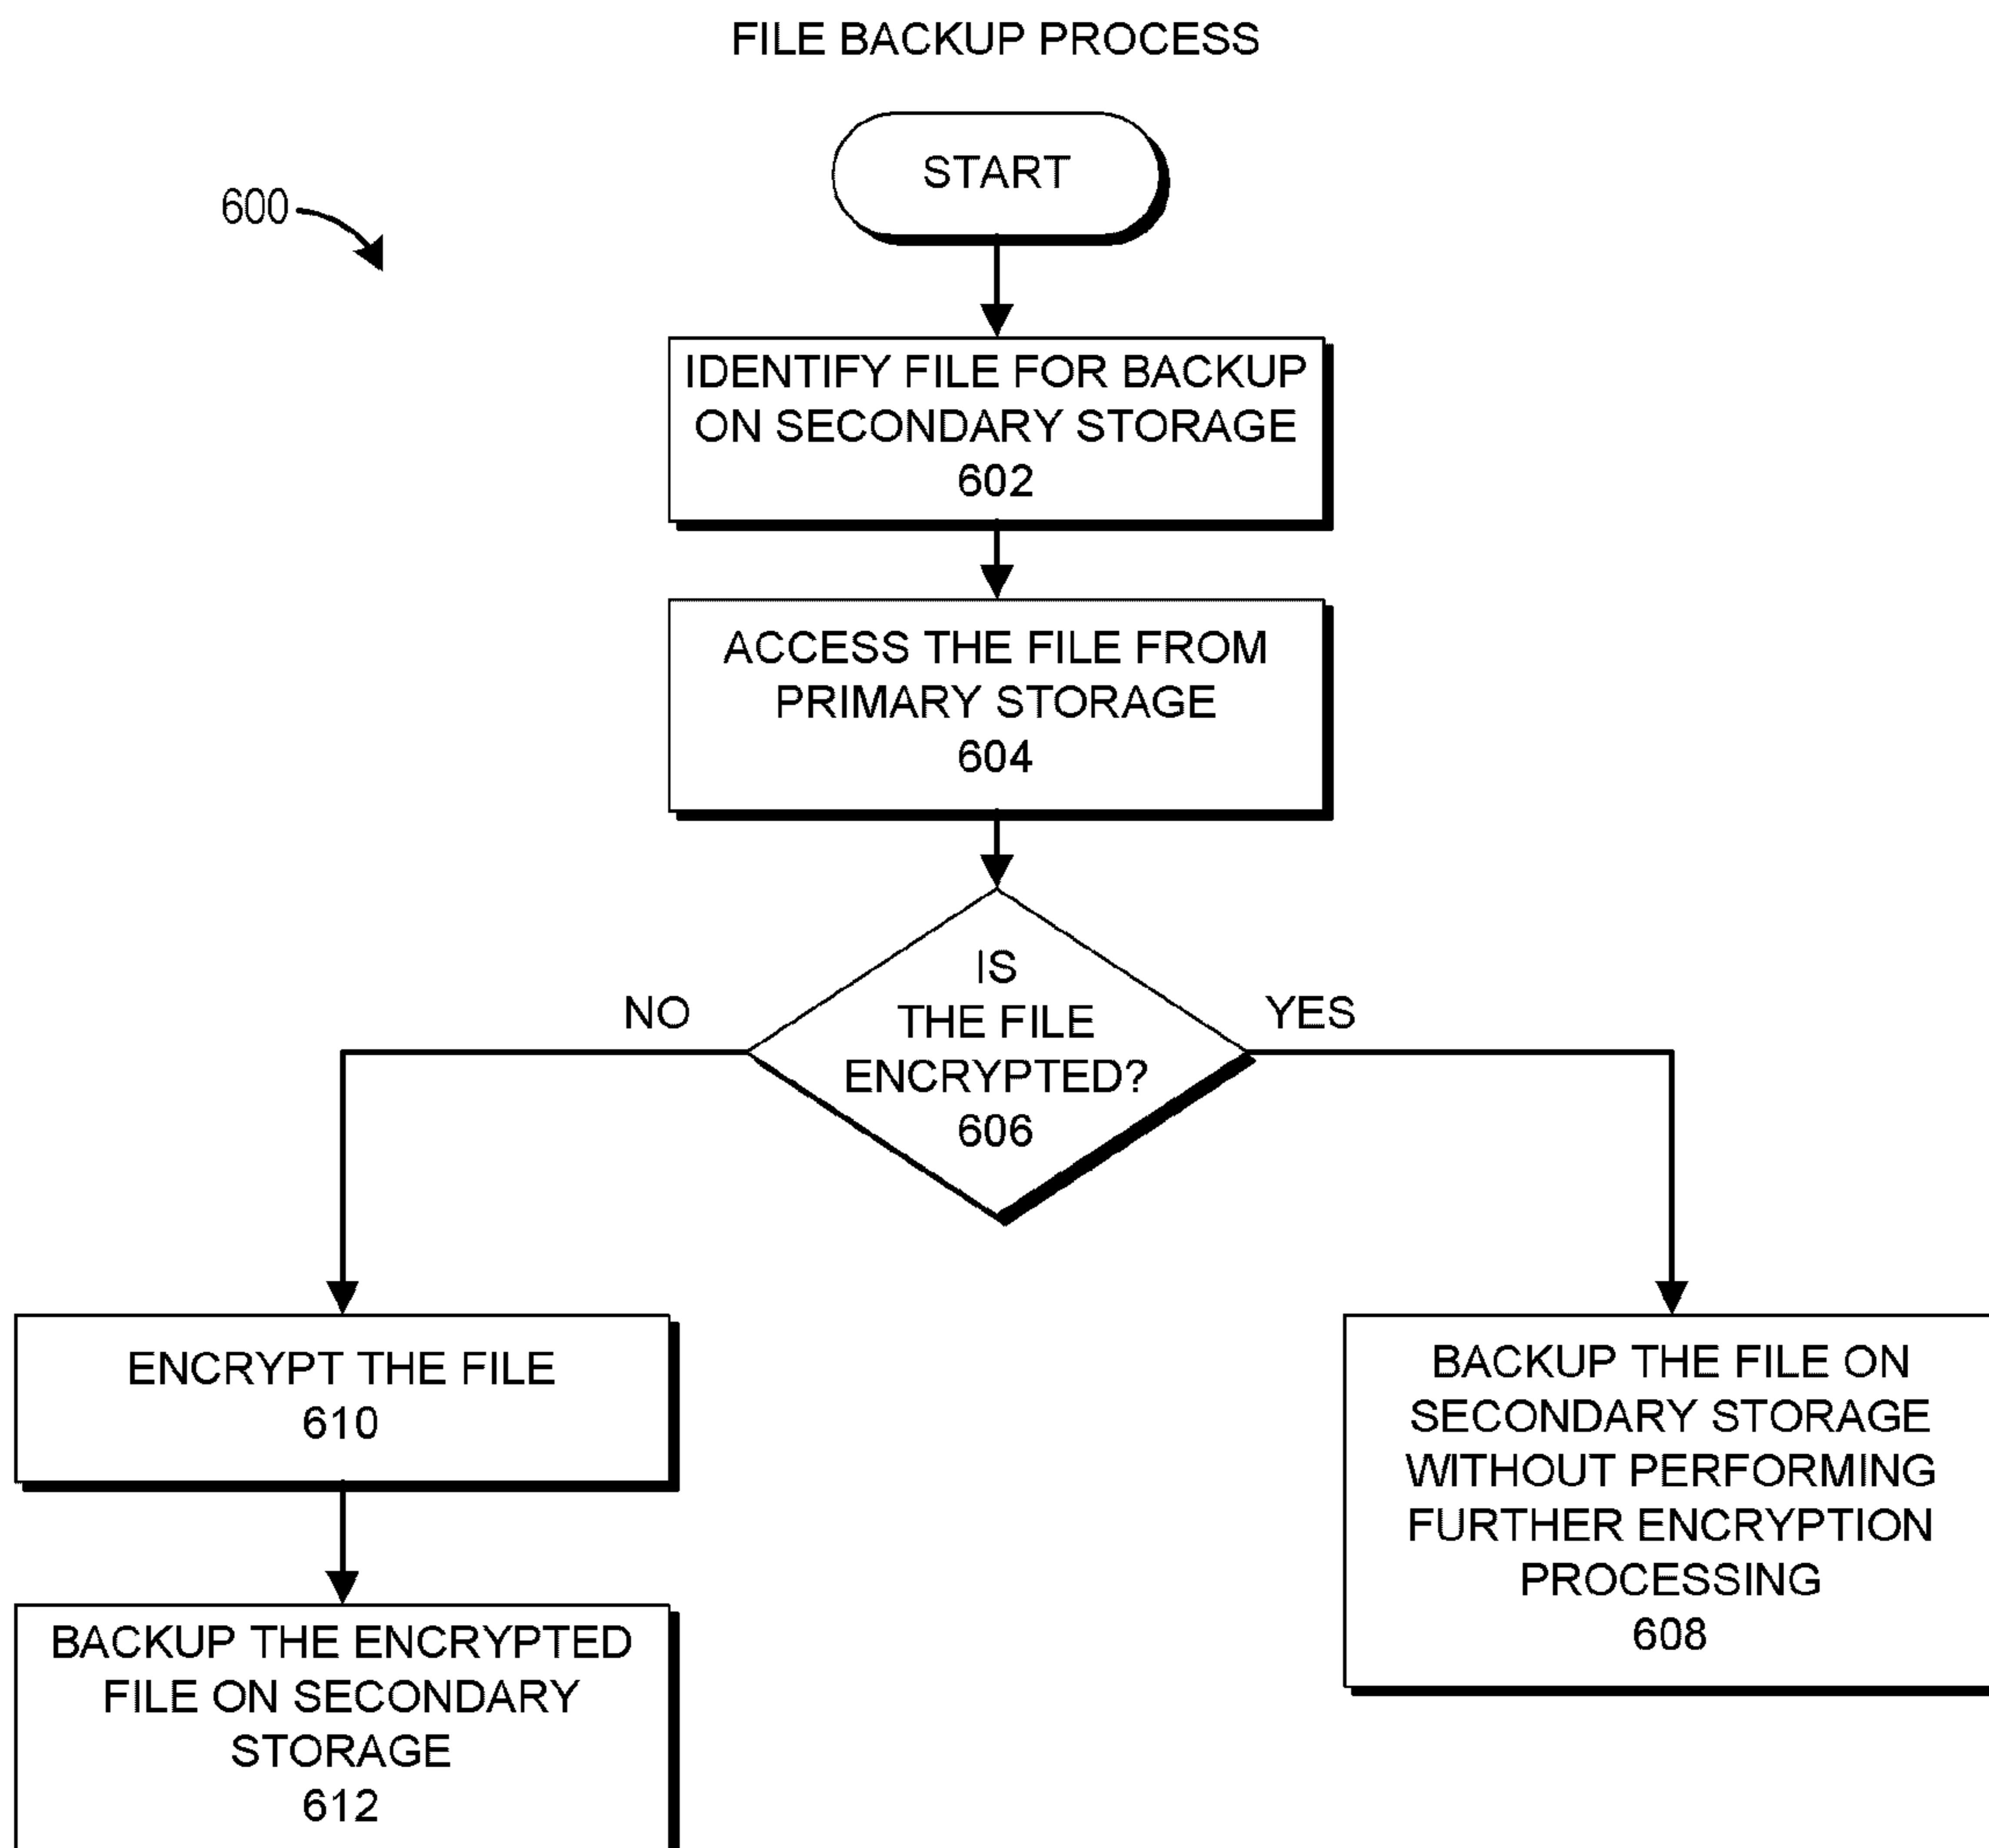 FILE BACKUP PROCESS
START
600
IDENTIFY FILE FOR BACKUP
ON SECONDARY STORAGE
602
ACCESS THE FILE FROM
PRIMARY STORAGE
604
IS
THE FILE
ENCRYPTED?
606
NO
YES
ENCRYPT THE FILE
610
BACKUP THE ENCRYPTED
FILE ON SECONDARY
STORAGE
612
BACKUP THE FILE ON
SECONDARY STORAGE
WITHOUT PERFORMING
FURTHER ENCRYPTION
PROCESSING
608